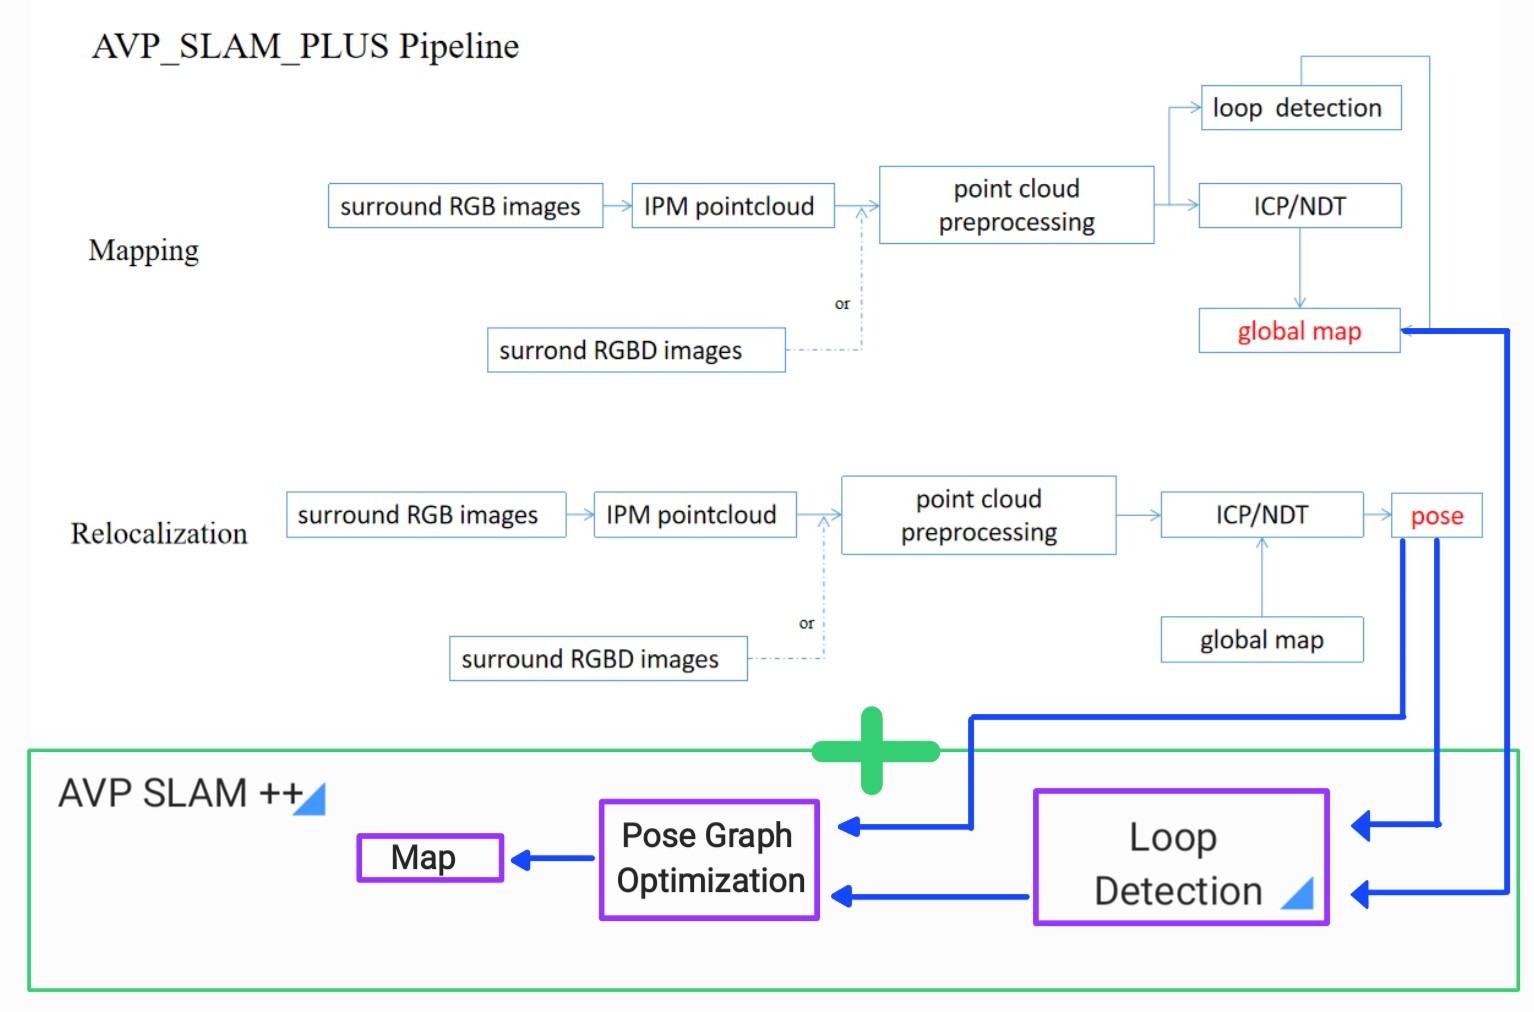 AVP_SLAM_PLUS Pipeline
loop detection
surround RGB images
IPM pointcloud
point cloud
preprocessing
ICP/NDT
Mapping
or
surrond RGBD images
global map
surround RGB images
IPM pointcloud
point cloud
preprocessing
ICP/NDT
pose
Relocalization
or
surround RGBD images
global map
AVP SLAM ++
Map
Pose Graph
Optimization
Loop
Detection